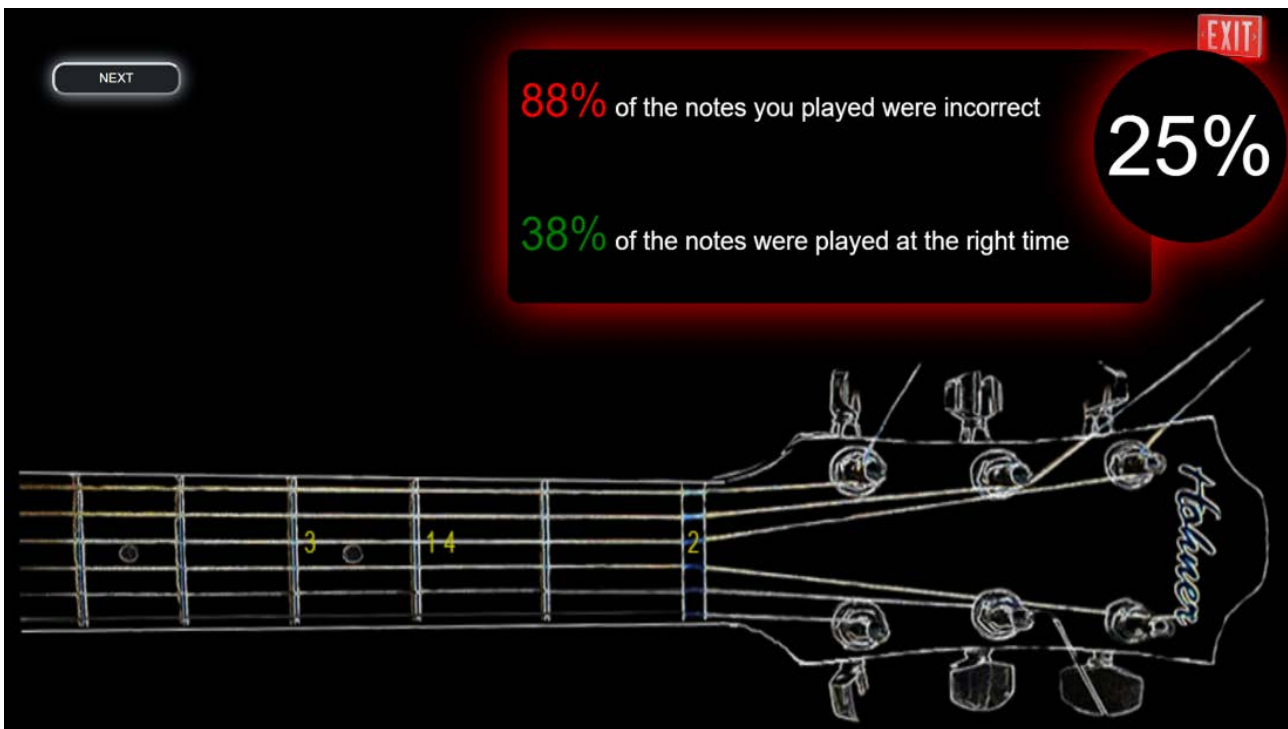 EXIT
NEXT
88% of the notes you played were incorrect
25%
38% of the notes were played at the right time
3 1 4 2
Hohner